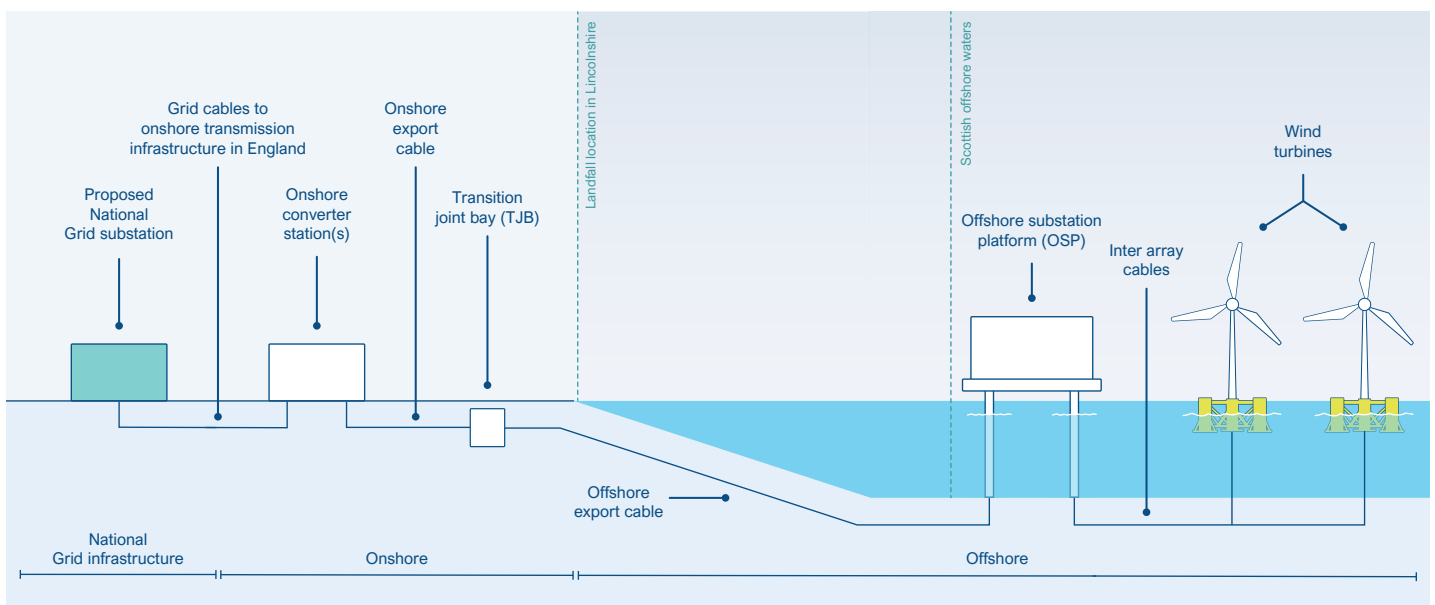 Grid cables to
onshore transmission
infrastructure in England
Onshore
export
cable
Landfall location in Lincolnshire
Scottish offshore waters
Wind
turbines
Proposed
National
Grid substation
Onshore
converter
station(s)
Transition
joint bay (TJB)
Offshore substation
platform (OSP)
Inter array
cables
Offshore
export cable
National
Grid infrastructure
Onshore
Offshore